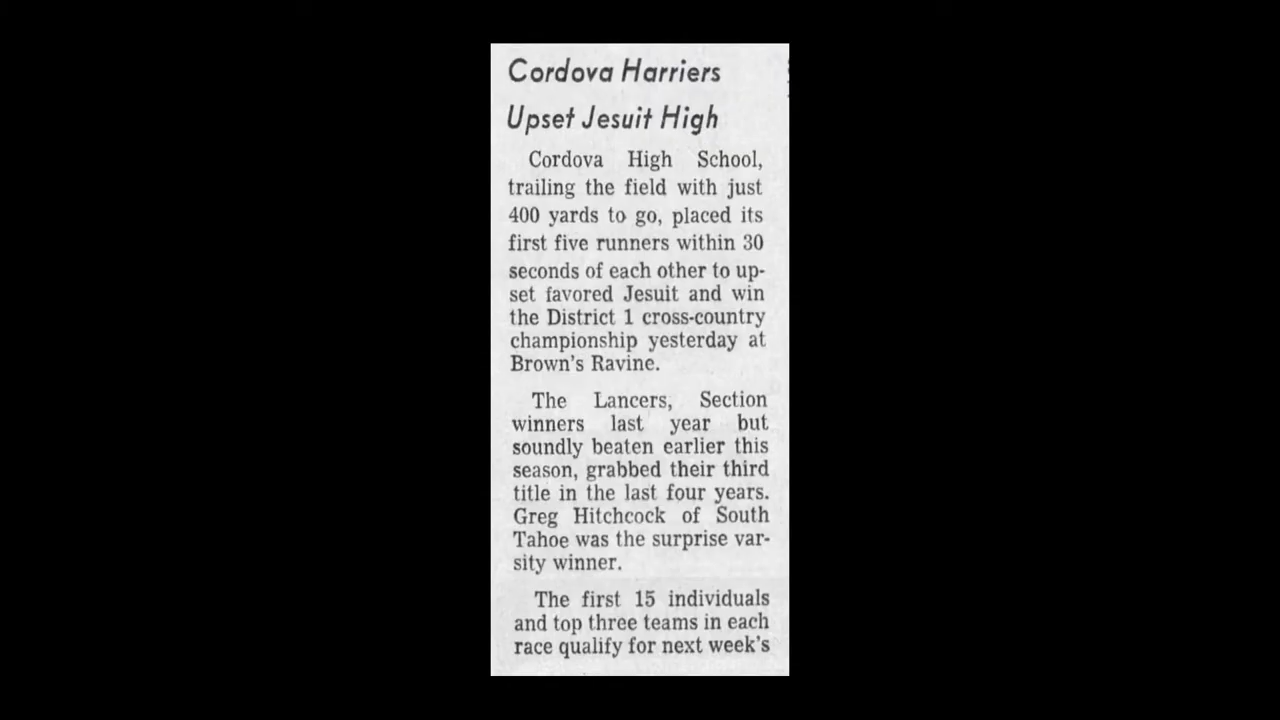 Cordova Harriers
Upset Jesuit High
Cordova High School,
trailing the field with just
400 yards to go, placed its
first five runners within 30
seconds of each other to up-
set favored Jesuit and win
the District 1 cross-country
championship yesterday at
Brown's Ravine.
The Lancers, Section
winners last year but
soundly beaten earlier this
season, grabbed their third
title in the last four years.
Greg Hitchcock of South
Tahoe was the surprise var-
sity winner.
The first 15 individuals
and top three teams in each
race qualify for next week's